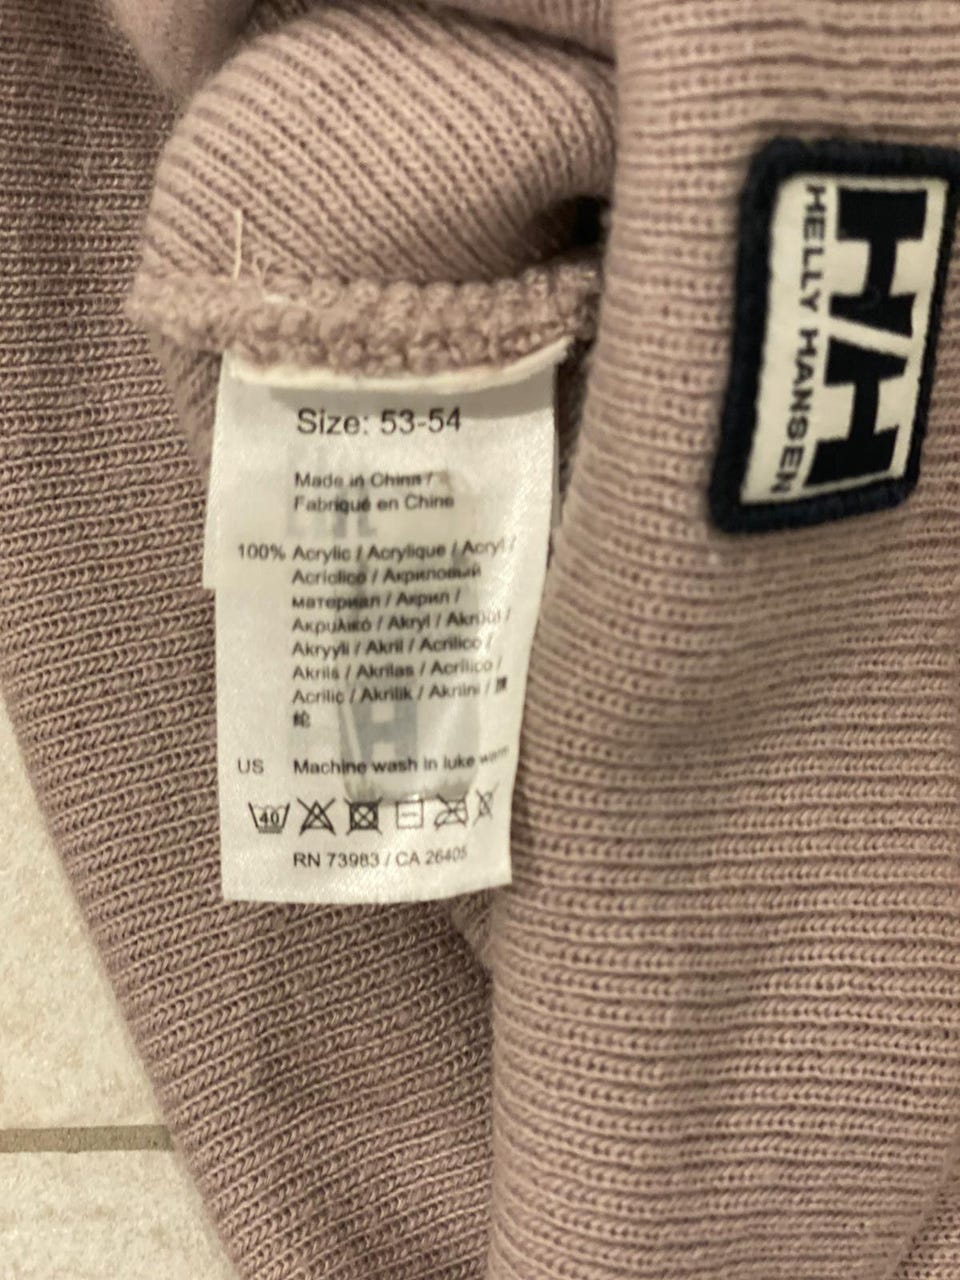 Size: 53-54
Made in China /
Fabriqué en Chine
100% Acrylic / Acrylique / Acryl /
Acriclico / Акриловый
материал / Акрил /
Ακρυλικό / Akryl / Akrüül /
Akryyli / Akril / Acrilico /
Akrils / Akrilas / Acrílico /
Acrilic / Akrilik / Akriini /
US Machine wash in luke warm
40
RN 73983 / CA 26405
HH
HELLY HANSEN